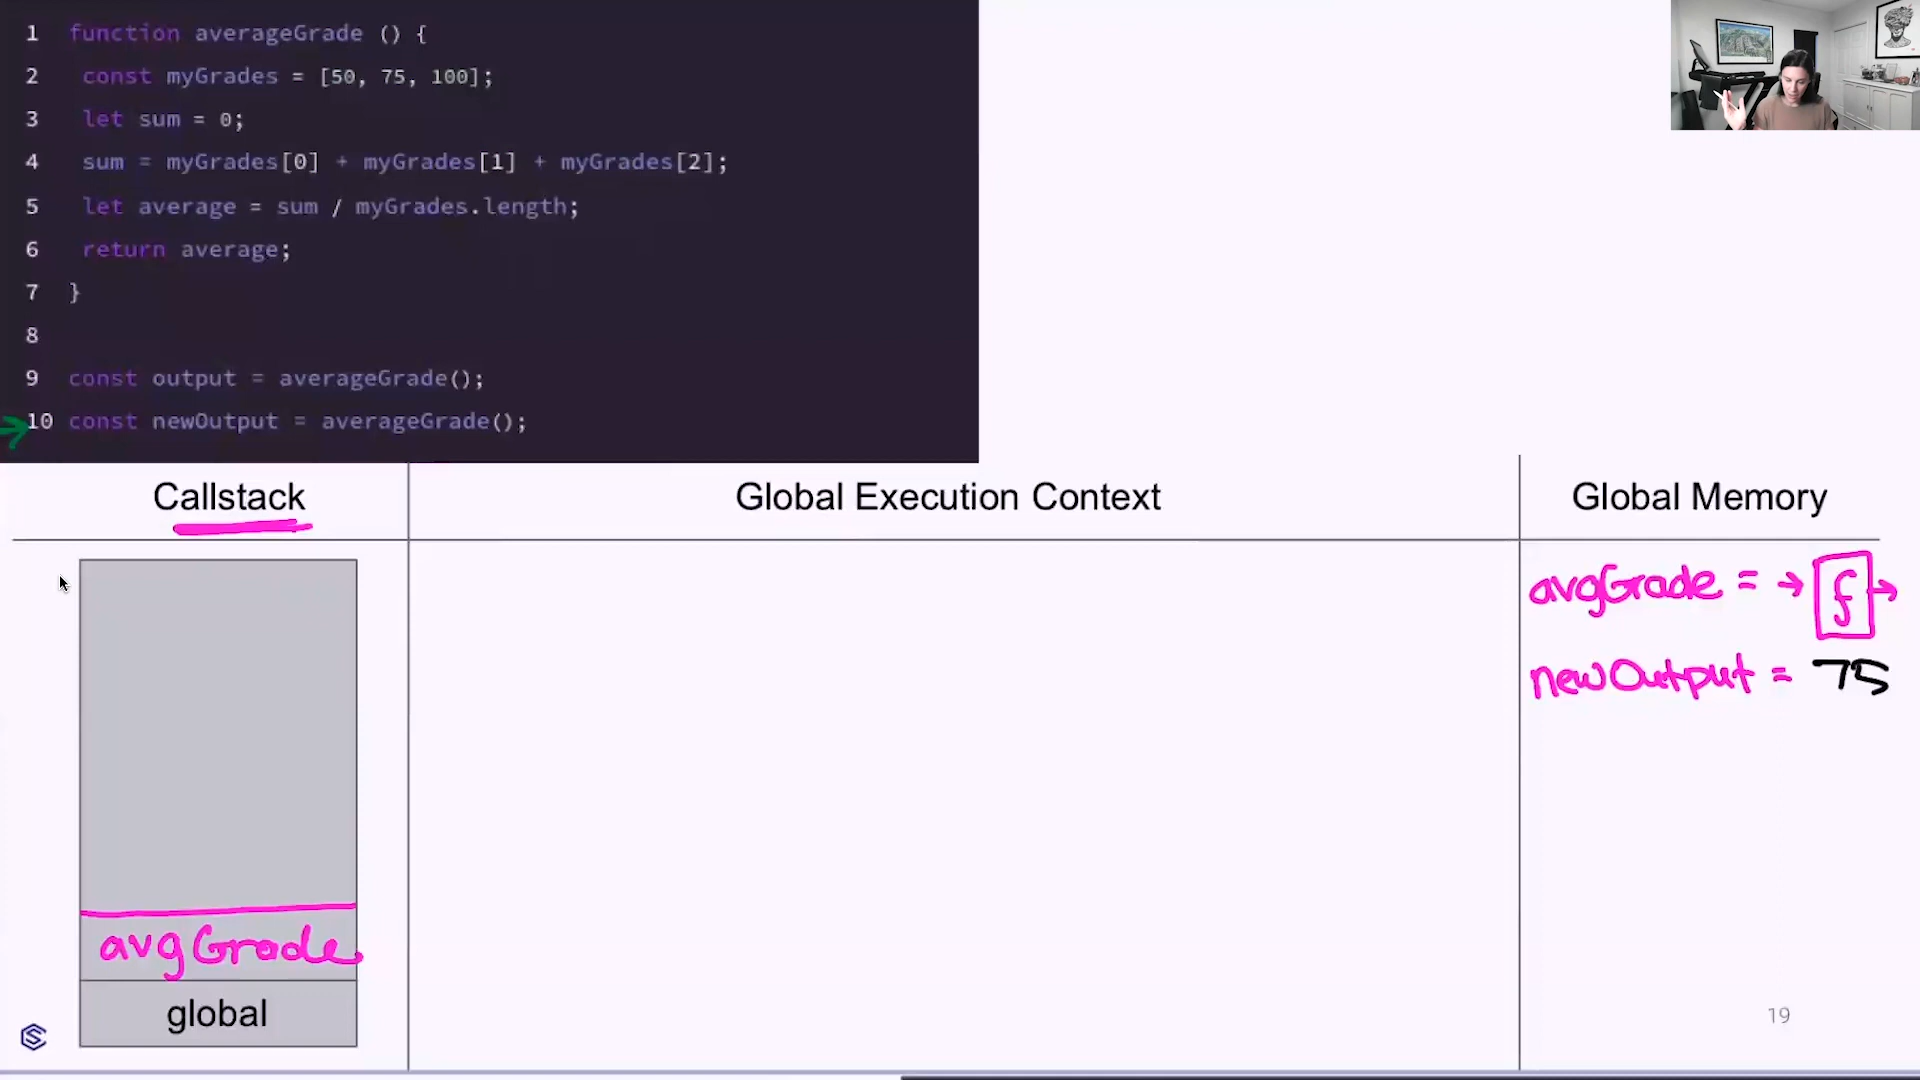 1 function averageGrade () {
2 const myGrades = [50, 75, 100];
3 let sum = 0;
4 sum = myGrades[0] + myGrades[1] + myGrades[2];
5 let average = sum / myGrades.length;
6 return average;
7 }
8
9 const output = averageGrade();
10 const newOutput = averageGrade();
Callstack
Global Execution Context
Global Memory
avgGrade = → f →
newOutput = 75
avgGrade
global
19